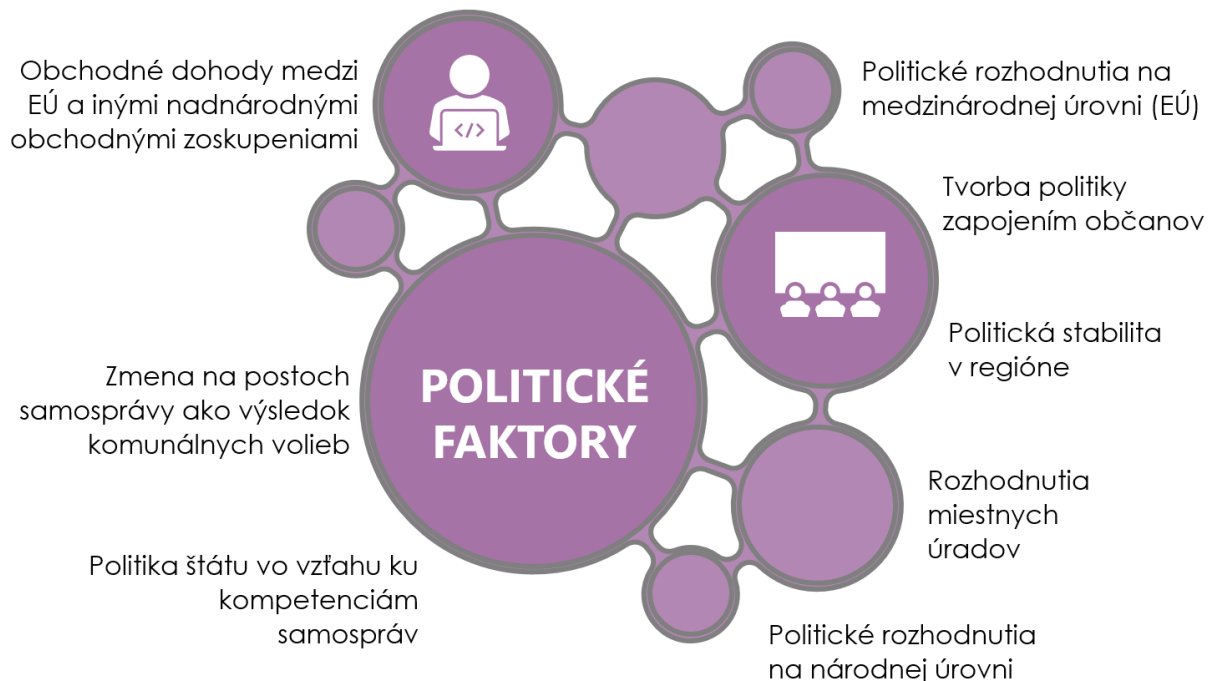 Obchodné dohody medzi
EÚ a inými nadnárodnými
obchodnými zoskupeniami
Politické rozhodnutia na
medzinárodnej úrovni (EÚ)
Tvorba politiky
zapojením občanov
Politická stabilita
v regióne
Zmena na postoch
samosprávy ako výsledok
komunálnych volieb
POLITICKÉ
FAKTORY
Rozhodnutia
miestnych
úradov
Politika štátu vo vzťahu ku
kompetenciám
samospráv
Politické rozhodnutia
na národnej úrovni